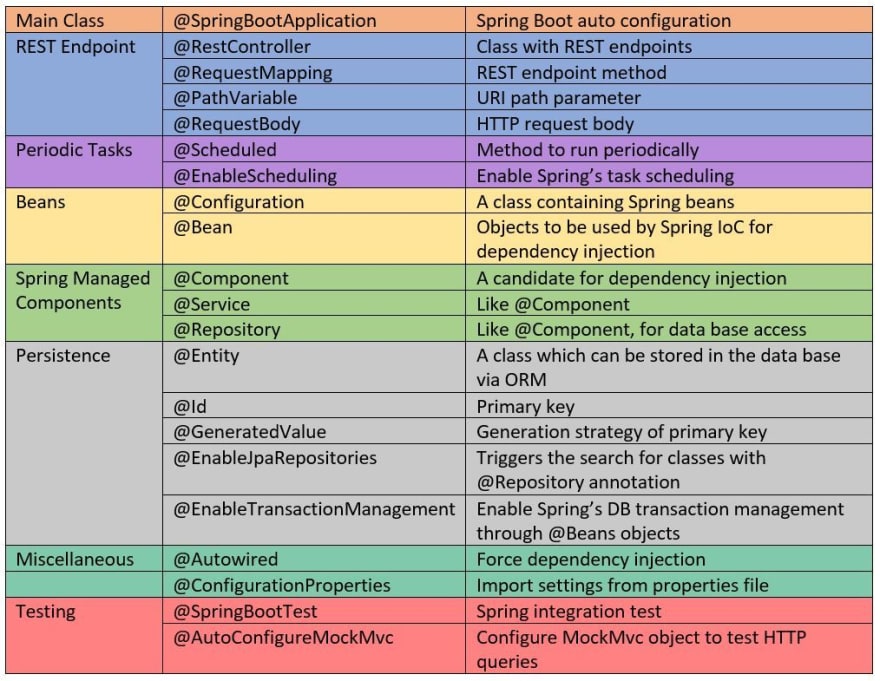 Main Class @SpringBootApplication Spring Boot auto configuration
REST Endpoint @RestController Class with REST endpoints
@RequestMapping REST endpoint method
@PathVariable URI path parameter
@RequestBody HTTP request body
Periodic Tasks @Scheduled Method to run periodically
@EnableScheduling Enable Spring’s task scheduling
Beans @Configuration A class containing Spring beans
@Bean Objects to be used by Spring IoC for
dependency injection
Spring Managed @Component A candidate for dependency injection
Components @Service Like @Component
@Repository Like @Component, for data base access
Persistence @Entity A class which can be stored in the data base
via ORM
@Id Primary key
@GeneratedValue Generation strategy of primary key
@EnableJpaRepositories Triggers the search for classes with
@Repository annotation
@EnableTransactionManagement Enable Spring’s DB transaction management
through @Beans objects
Miscellaneous @Autowired Force dependency injection
@ConfigurationProperties Import settings from properties file
Testing @SpringBootTest Spring integration test
@AutoConfigureMockMvc Configure MockMvc object to test HTTP
queries